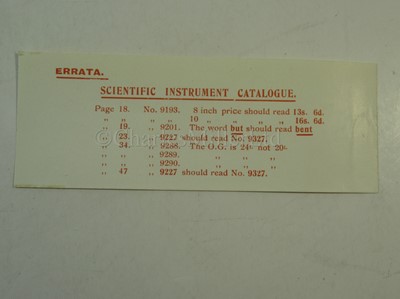 ERRATA.
SCIENTIFIC INSTRUMENT CATALOGUE.
Page 18. No. 9193. 8 inch price should read 13s. 6d.
,, ,, ,, ,, 10 ,, ,, ,, ,, 16s. 6d.
,, 19. ,, 9201. The word but should read bent
,, 23. ,, 9227 should read No. 9327.
,, 34. ,, 9288. The O.G. is 24/- not 20/-
,, ,, ,, 9289. ,,
,, ,, ,, 9290. ,,
,, 47 ,, 9227 should read No. 9327.